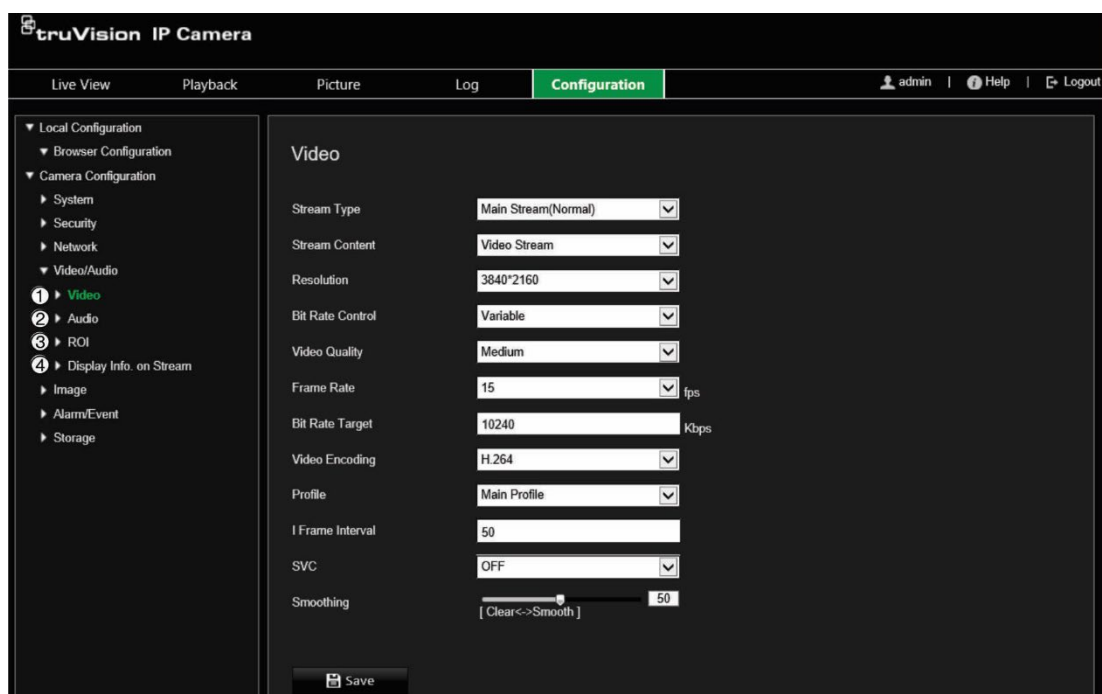 truVision IP Camera
Live View Playback Picture Log Configuration admin | Help | Logout
▼ Local Configuration
▼ Browser Configuration
▼ Camera Configuration
▶ System
▶ Security
▶ Network
▼ Video/Audio
① ▶ Video
② ▶ Audio
③ ▶ ROI
④ ▶ Display Info. on Stream
▶ Image
▶ Alarm/Event
▶ Storage
Video
Stream Type Main Stream(Normal)
Stream Content Video Stream
Resolution 3840*2160
Bit Rate Control Variable
Video Quality Medium
Frame Rate 15 fps
Bit Rate Target 10240 Kbps
Video Encoding H.264
Profile Main Profile
I Frame Interval 50
SVC OFF
Smoothing 50
[ Clear<->Smooth ]
Save